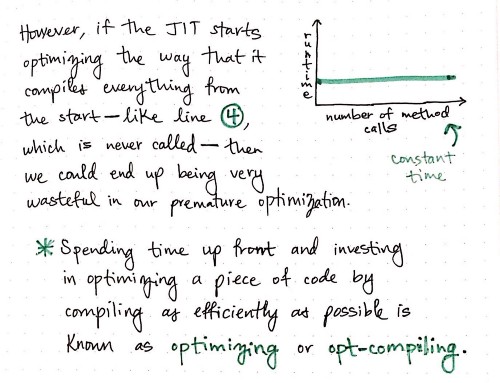 However, if the JIT starts
optimizing the way that it
compiles everything from
the start—like line ④,
which is never called—then
we could end up being very
wasteful in our premature optimization.
runtime
number of method
calls
constant
time
* Spending time up front and investing
in optimizing a piece of code by
compiling as efficiently as possible is
known as optimizing or opt-compiling.